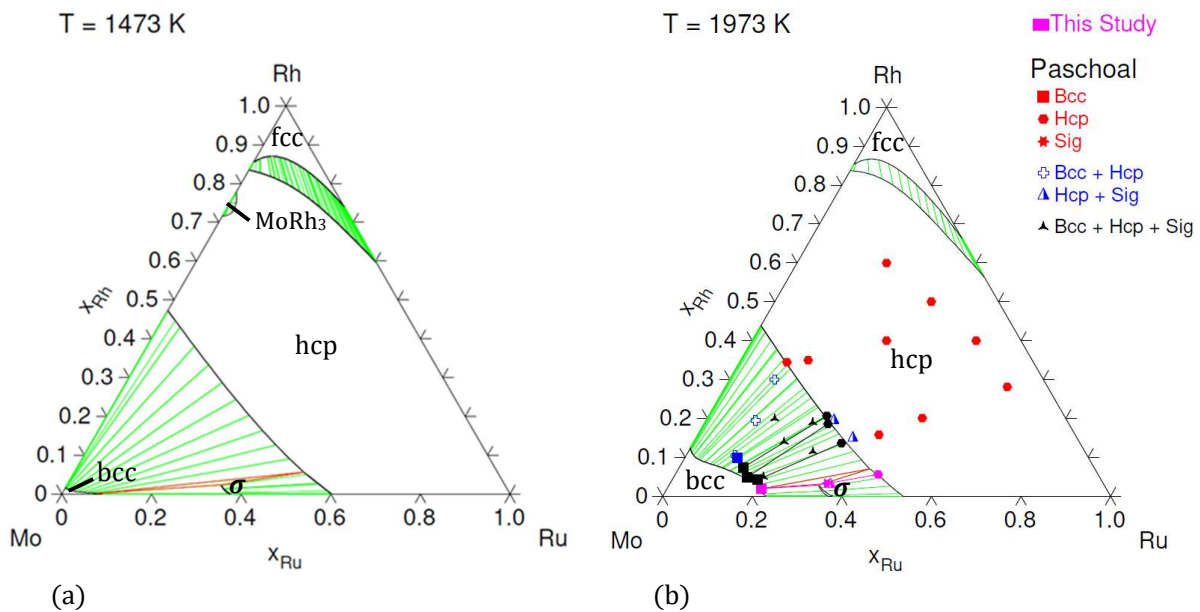 T = 1473 K
Rh
1.0
fcc
0.9
0.8
0.7
MoRh₃
0.6
xRh
0.5
0.4
hcp
0.3
0.2
0.1
bcc
σ
0
0 0.2 0.4 0.6 0.8 1.0
Mo Ru
xRu
(a)
T = 1973 K
This Study
Rh
Paschoal
Bcc
Hcp
Sig
Bcc + Hcp
Hcp + Sig
Bcc + Hcp + Sig
1.0
fcc
0.9
0.8
0.7
0.6
xRh
0.5
0.4
hcp
0.3
0.2
0.1
bcc
σ
0
0 0.2 0.4 0.6 0.8 1.0
Mo Ru
xRu
(b)